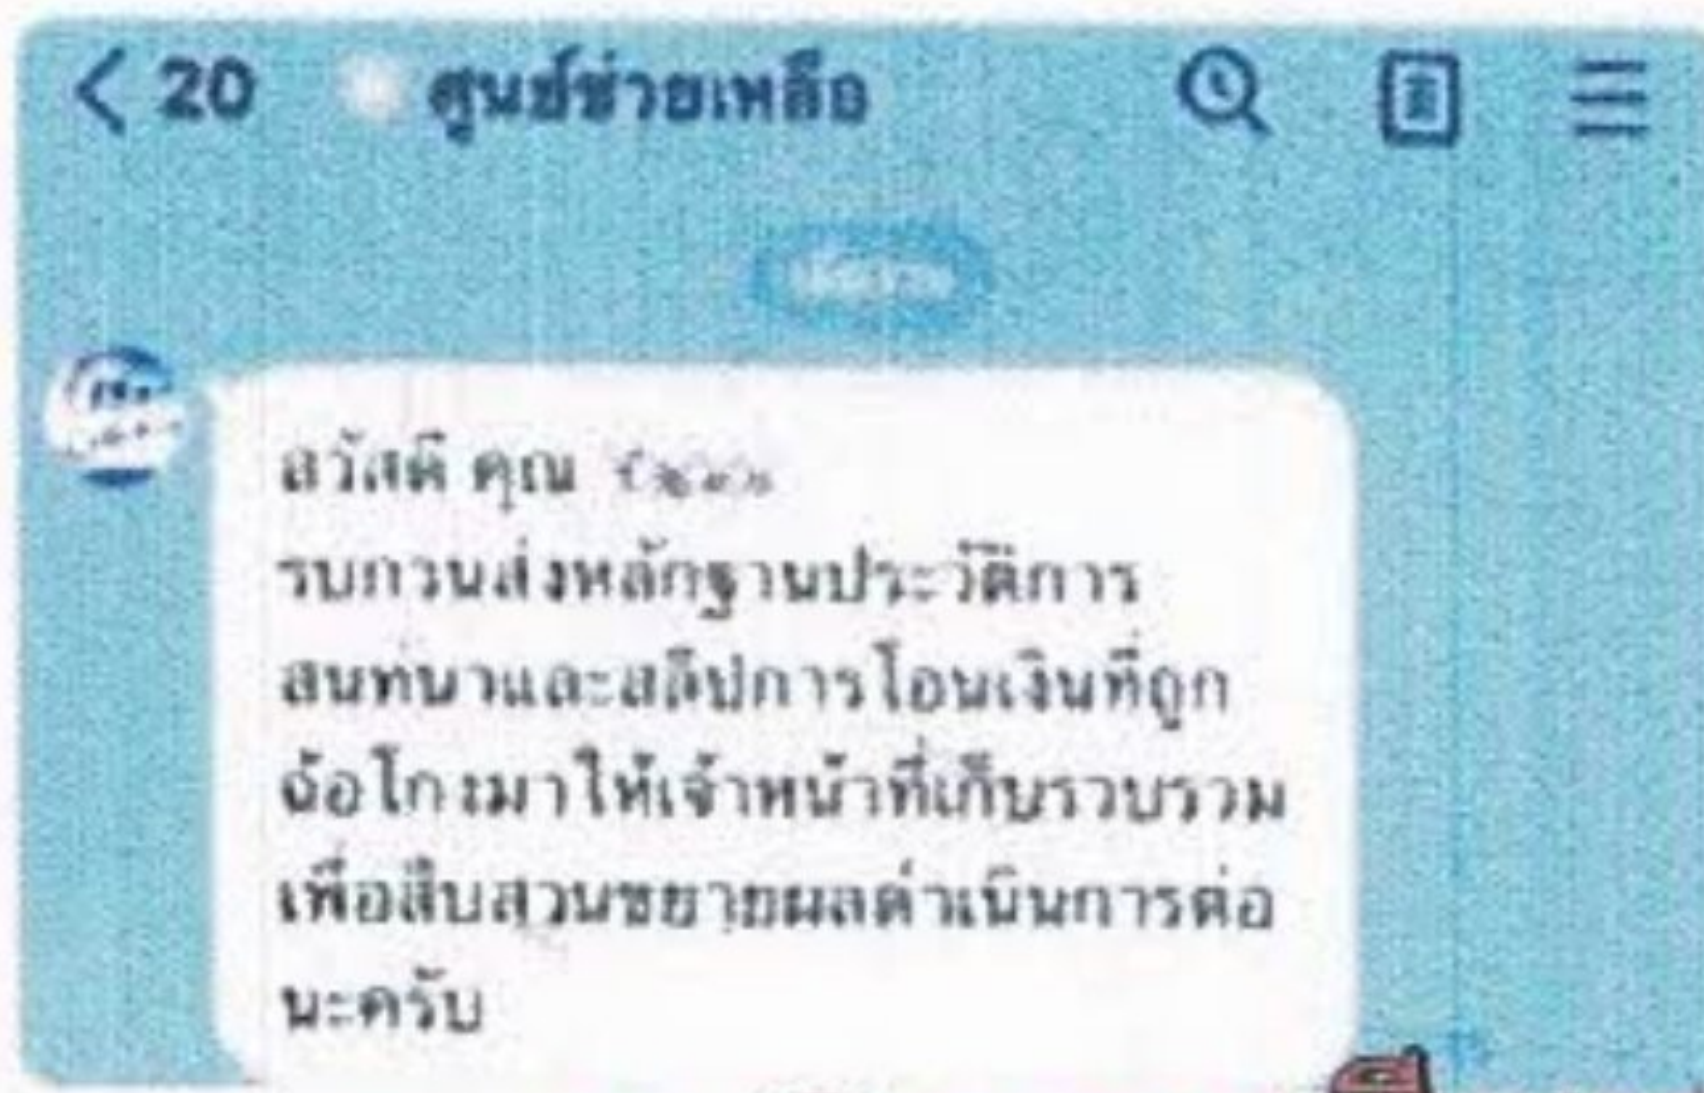 20 ศูนย์ช่วยเหลือ
สวัสดี คุณ
รบกวนส่งหลักฐานประวัติการ
สนทนาและสลิปการโอนเงินที่ถูก
ฉ้อโกงมาให้เจ้าหน้าที่เก็บรวบรวม
เพื่อสืบสวนขยายผลดำเนินการต่อ
นะครับ